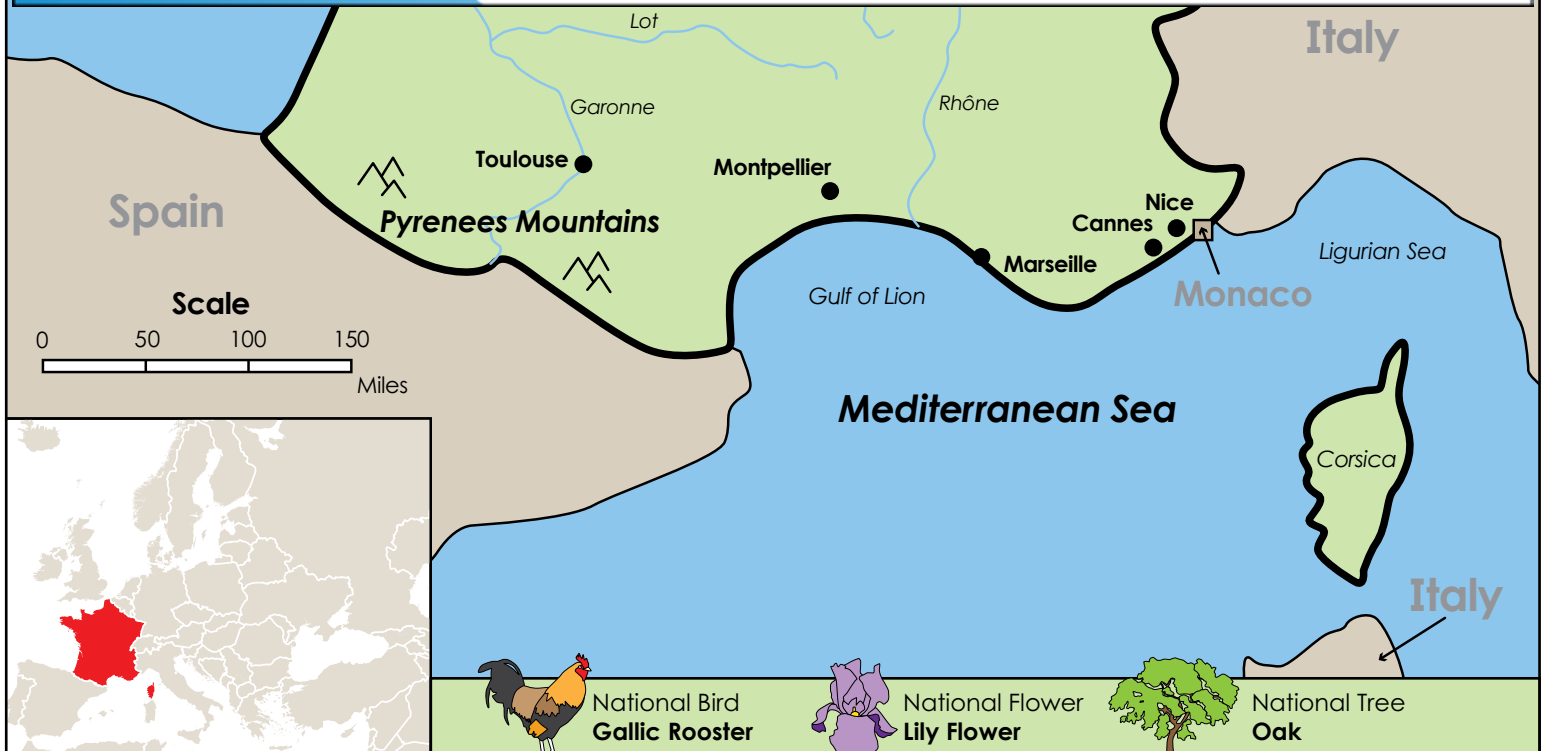 Lot
Italy
Garonne
Rhône
Toulouse
Montpellier
Spain
Pyrenees Mountains
Nice
Cannes
Marseille
Ligurian Sea
Gulf of Lion
Monaco
Scale
0 50 100 150
Miles
Mediterranean Sea
Corsica
Italy
National Bird
Gallic Rooster
National Flower
Lily Flower
National Tree
Oak